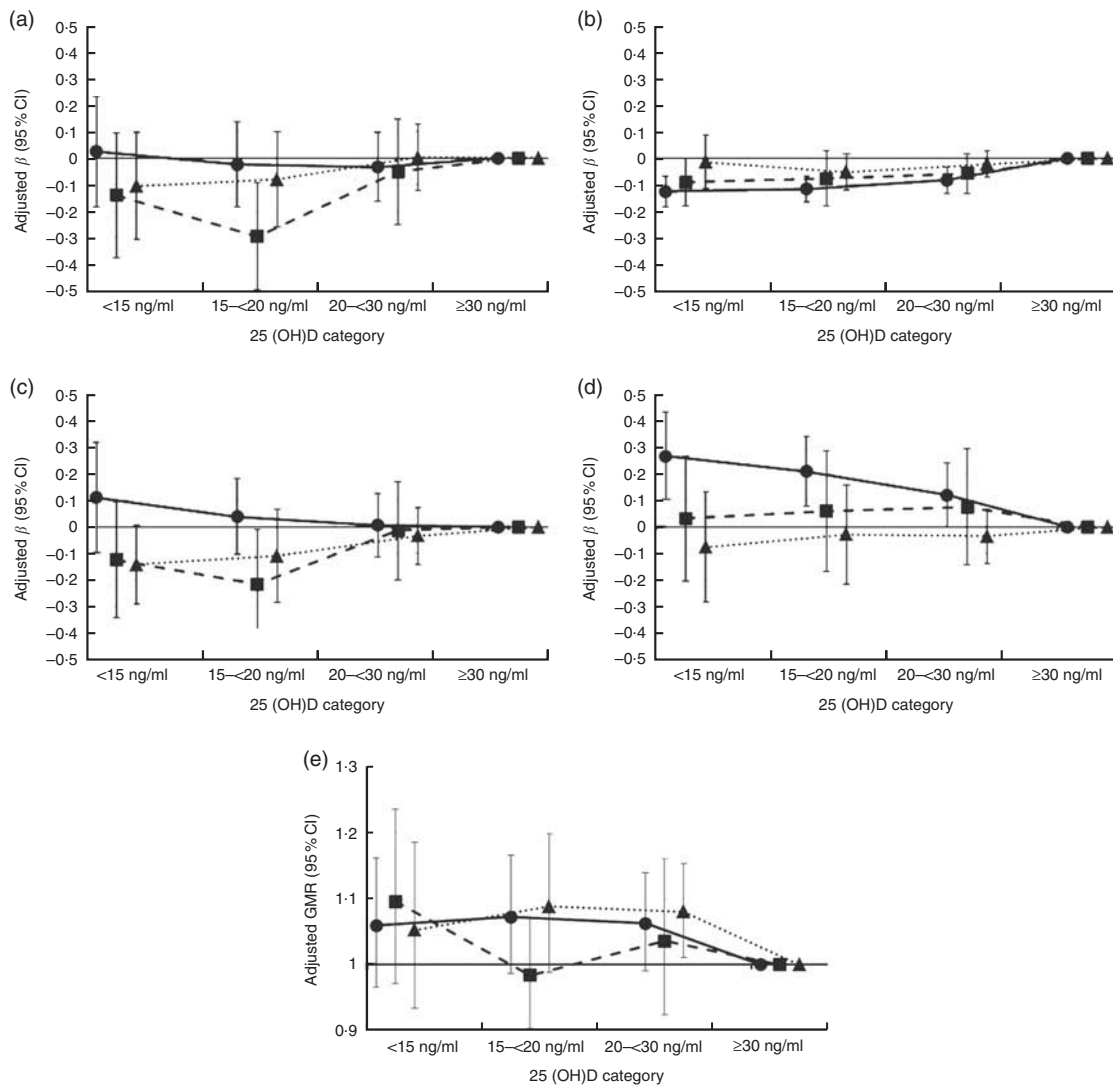 (a)
0·5
0·4
0·3
0·2
0·1
0
–0·1
–0·2
–0·3
–0·4
–0·5
Adjusted β (95 % CI)
<15 ng/ml 15–<20 ng/ml 20–<30 ng/ml ≥30 ng/ml
25 (OH)D category
(b)
0·5
0·4
0·3
0·2
0·1
0
–0·1
–0·2
–0·3
–0·4
–0·5
Adjusted β (95 % CI)
<15 ng/ml 15–<20 ng/ml 20–<30 ng/ml ≥30 ng/ml
25 (OH)D category
(c)
0·5
0·4
0·3
0·2
0·1
0
–0·1
–0·2
–0·3
–0·4
–0·5
Adjusted β (95 % CI)
<15 ng/ml 15–<20 ng/ml 20–<30 ng/ml ≥30 ng/ml
25 (OH)D category
(d)
0·5
0·4
0·3
0·2
0·1
0
–0·1
–0·2
–0·3
–0·4
–0·5
Adjusted β (95 % CI)
<15 ng/ml 15–<20 ng/ml 20–<30 ng/ml ≥30 ng/ml
25 (OH)D category
(e)
1·3
1·2
1·1
1
0·9
Adjusted GMR (95 % CI)
<15 ng/ml 15–<20 ng/ml 20–<30 ng/ml ≥30 ng/ml
25 (OH)D category